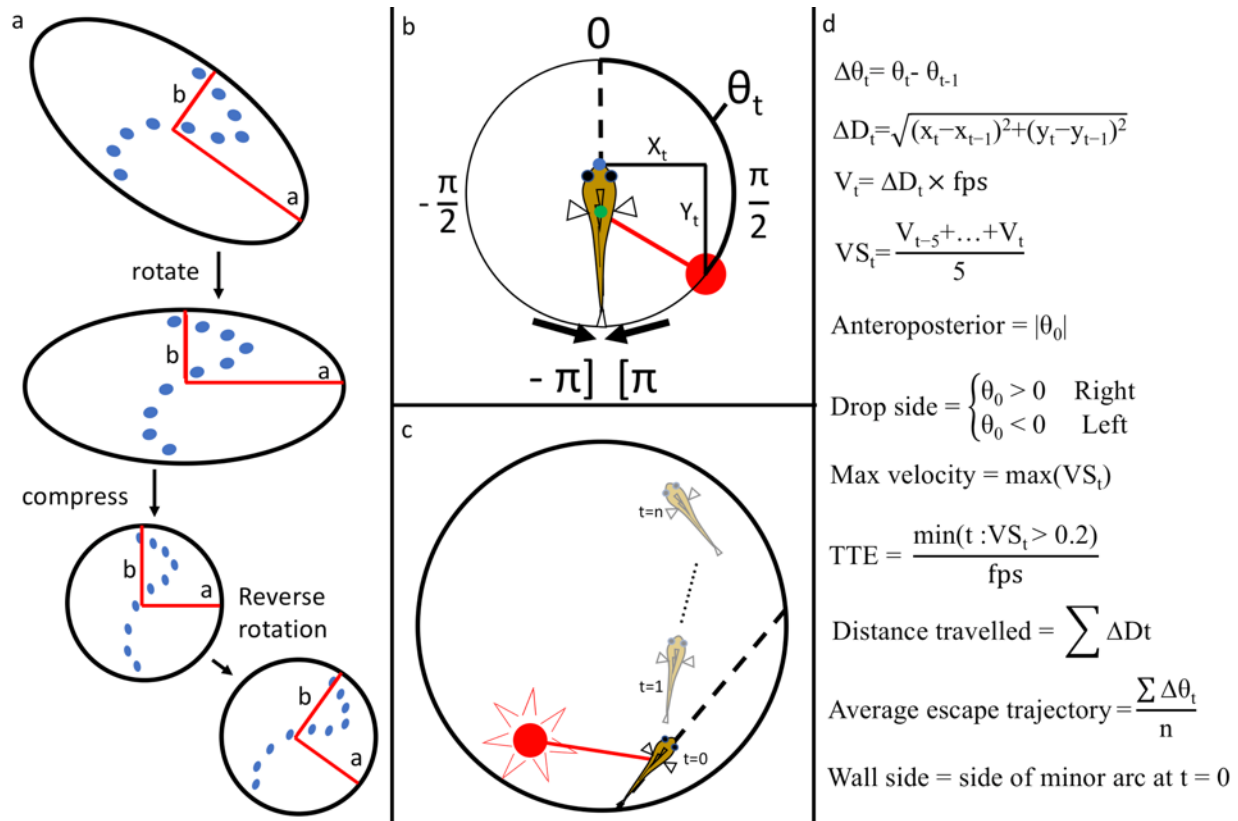 a
b
a
rotate
b
a
compress
b
a
Reverse
rotation
b
a
b
0
θt
Xt
Yt
- π/2
π/2
- π] [π
c
t=n
t=1
t=0
d
Δθt= θt- θt-1
ΔDt=√(xt−xt−1)²+(yt−yt−1)²
Vt= ΔDt × fps
VSt= Vt−5+...+Vt / 5
Anteroposterior = |θ0|
Drop side = { θ0 > 0 Right
θ0 < 0 Left
Max velocity = max(VSt)
TTE = min(t :VSt > 0.2) / fps
Distance travelled = ∑ ΔDt
Average escape trajectory = ∑ Δθt / n
Wall side = side of minor arc at t = 0